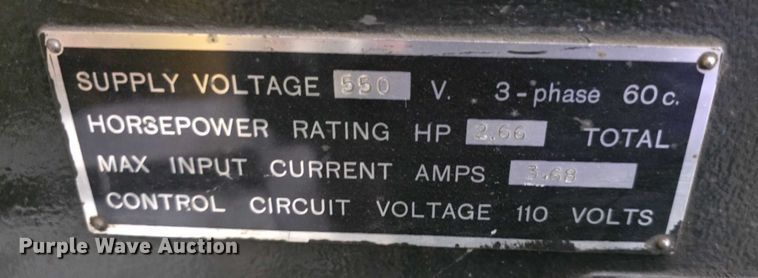 SUPPLY VOLTAGE 550 V. 3-phase 60c.
HORSEPOWER RATING HP 2.66 TOTAL
MAX INPUT CURRENT AMPS 3.68
CONTROL CIRCUIT VOLTAGE 110 VOLTS
Purple Wave Auction